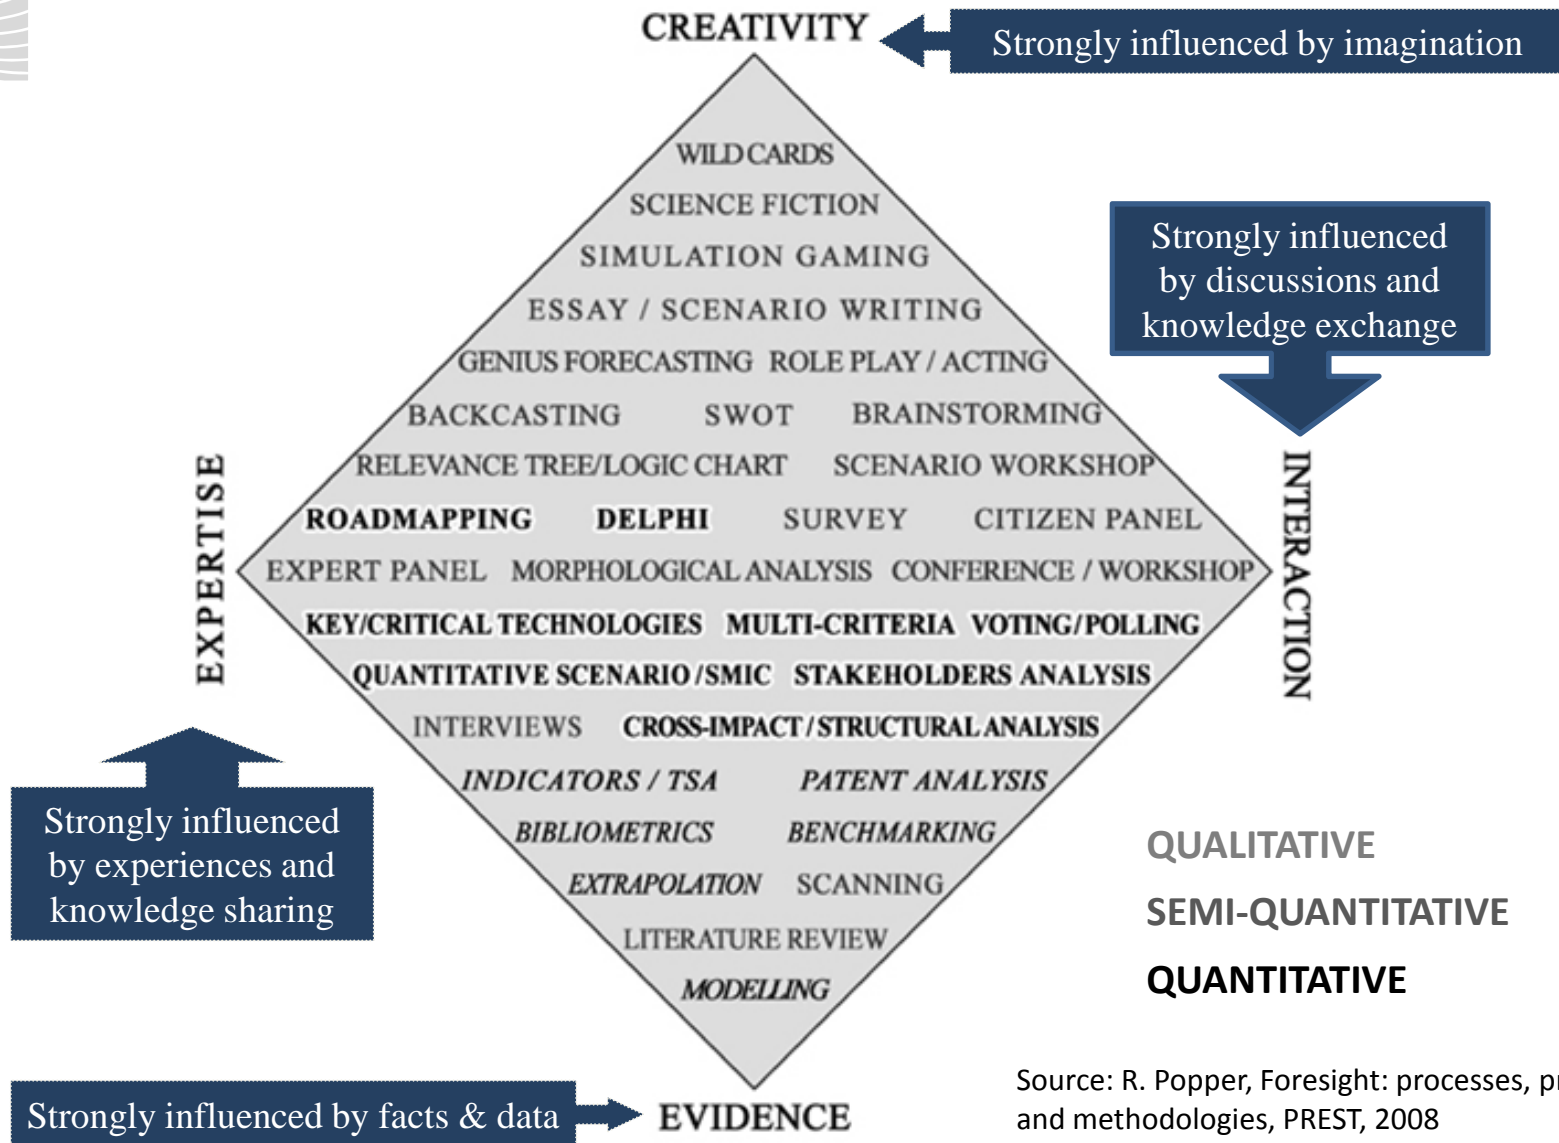 CREATIVITY
Strongly influenced by imagination
WILD CARDS
SCIENCE FICTION
SIMULATION GAMING
ESSAY / SCENARIO WRITING
GENIUS FORECASTING ROLE PLAY / ACTING
BACKCASTING SWOT BRAINSTORMING
RELEVANCE TREE/LOGIC CHART SCENARIO WORKSHOP
ROADMAPPING DELPHI SURVEY CITIZEN PANEL
EXPERT PANEL MORPHOLOGICAL ANALYSIS CONFERENCE / WORKSHOP
KEY/CRITICAL TECHNOLOGIES MULTI-CRITERIA VOTING/POLLING
QUANTITATIVE SCENARIO/SMIC STAKEHOLDERS ANALYSIS
INTERVIEWS CROSS-IMPACT / STRUCTURAL ANALYSIS
INDICATORS / TSA PATENT ANALYSIS
BIBLIOMETRICS BENCHMARKING
EXTRAPOLATION SCANNING
LITERATURE REVIEW
MODELLING
Strongly influenced
by discussions and
knowledge exchange
INTERACTION
EXPERTISE
Strongly influenced
by experiences and
knowledge sharing
QUALITATIVE
SEMI-QUANTITATIVE
QUANTITATIVE
Strongly influenced by facts & data
EVIDENCE
Source: R. Popper, Foresight: processes, pr
and methodologies, PREST, 2008